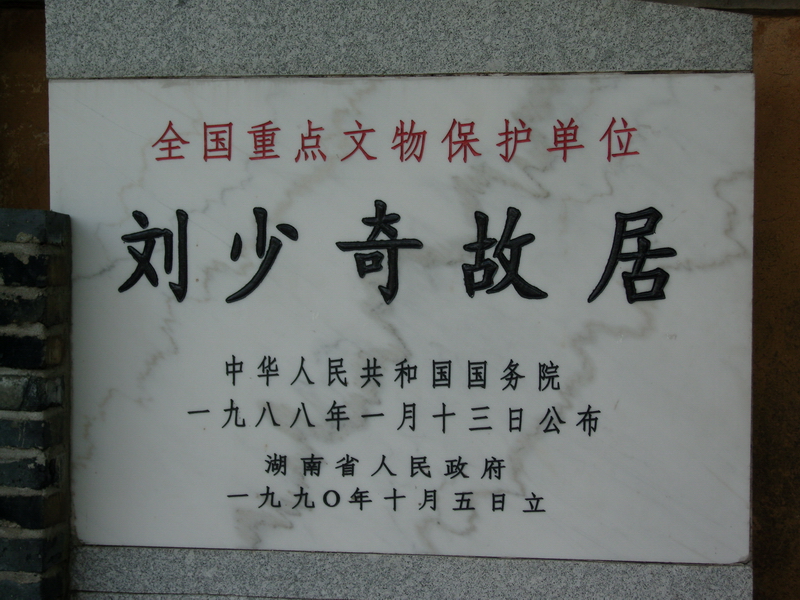 全国重点文物保护单位
刘少奇故居
中华人民共和国国务院
一九八八年一月十三日公布
湖南省人民政府
一九九〇年十月五日立